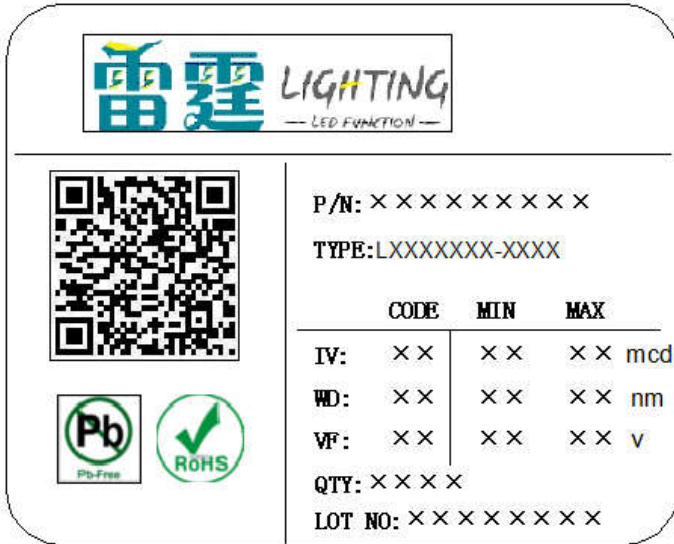 雷霆 LIGHTING
LED FUNCTION
P/N: ×××××××××
TYPE:LXXXXXXX-XXXX
CODE MIN MAX
IV: ×× ×× ×× mcd
WD: ×× ×× ×× nm
VF: ×× ×× ×× v
QTY: ××××
LOT NO: ××××××××
Pb
Pb-Free
RoHS